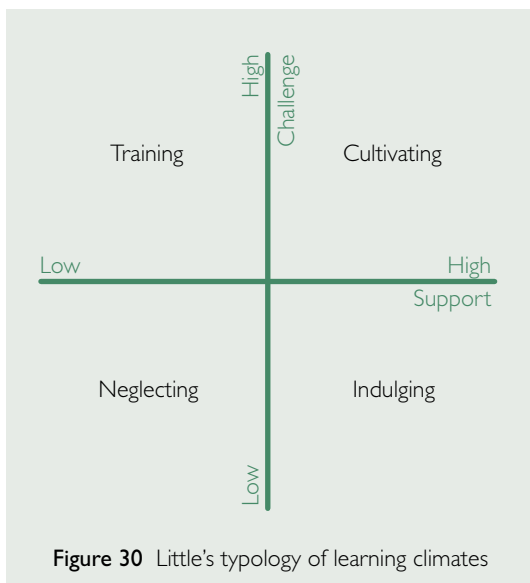 High
Challenge
Training
Cultivating
Low
High
Support
Neglecting
Indulging
Low
Figure 30 Little's typology of learning climates